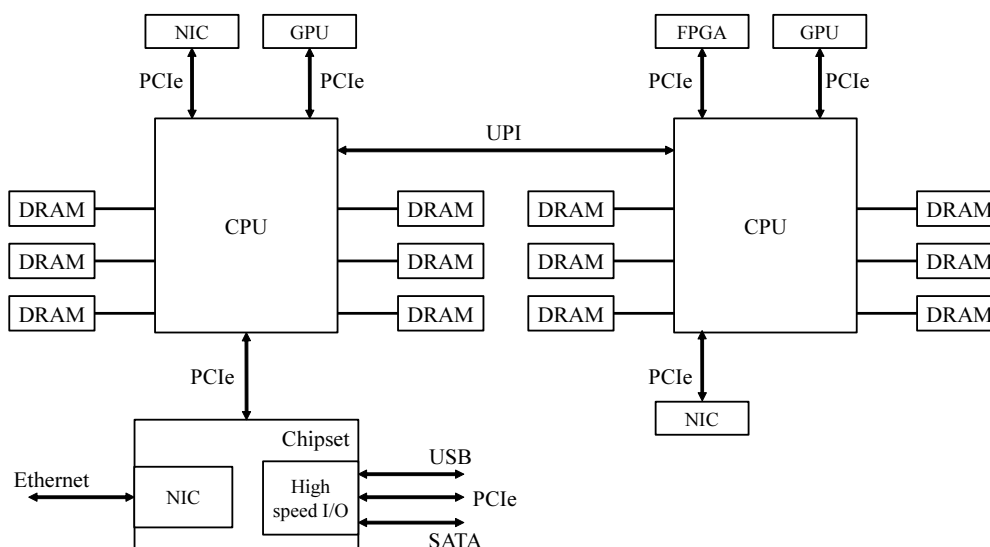 NIC
GPU
FPGA
GPU
PCIe
PCIe
PCIe
PCIe
UPI
DRAM
DRAM
DRAM
CPU
DRAM
DRAM
DRAM
DRAM
DRAM
DRAM
CPU
DRAM
DRAM
DRAM
PCIe
PCIe
NIC
Chipset
Ethernet
NIC
High
speed I/O
USB
PCIe
SATA